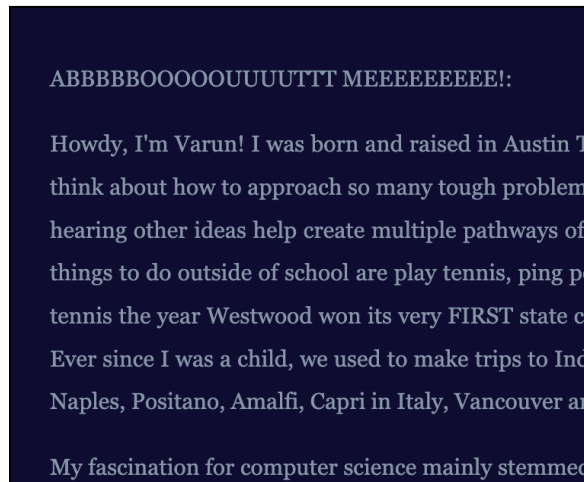 ABBBBBOOOOOUUUUTTT MEEEEEEEEE!:
Howdy, I'm Varun! I was born and raised in Austin
think about how to approach so many tough problem
hearing other ideas help create multiple pathways of
things to do outside of school are play tennis, ping
tennis the year Westwood won its very FIRST state
Ever since I was a child, we used to make trips to
Naples, Positano, Amalfi, Capri in Italy, Vancouver
My fascination for computer science mainly stemmed